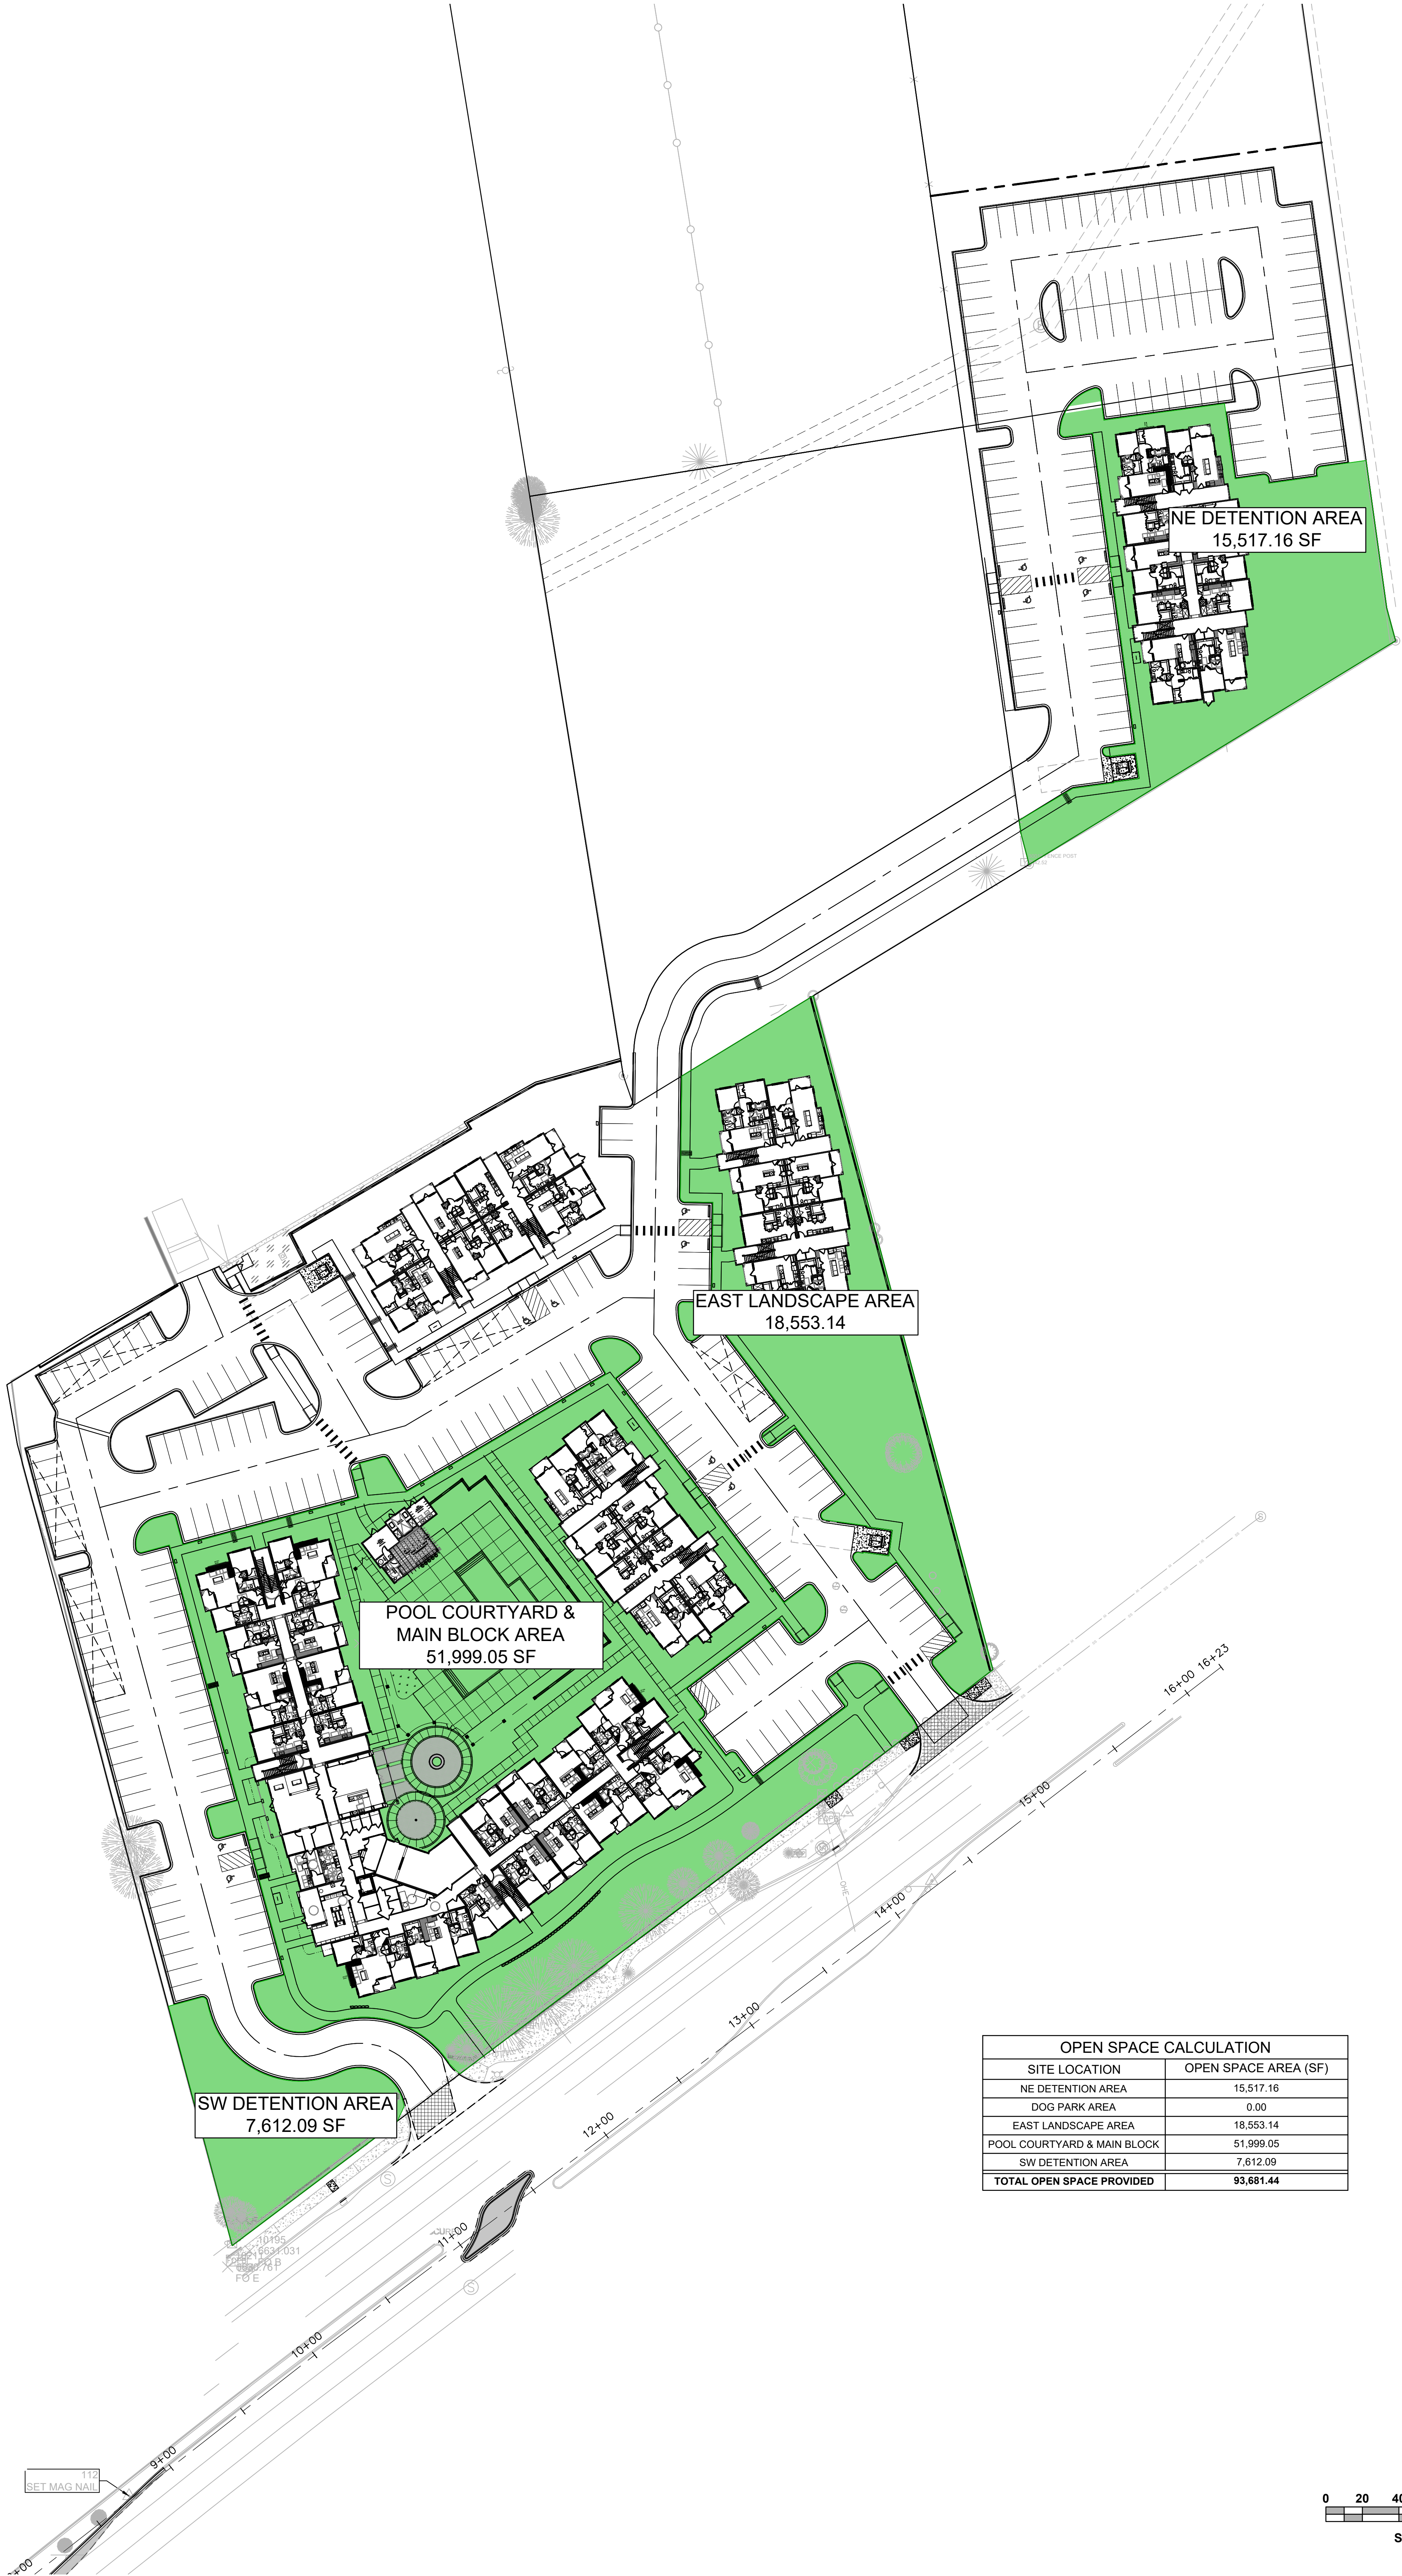 NE DETENTION AREA
15,517.16 SF
EAST LANDSCAPE AREA
18,553.14
POOL COURTYARD &
MAIN BLOCK AREA
51,999.05 SF
SW DETENTION AREA
7,612.09 SF
16+00 16+23
15+00
14+00
13+00
12+00
11+00
10+00
9+00
OPEN SPACE CALCULATION
SITE LOCATION OPEN SPACE AREA (SF)
NE DETENTION AREA 15,517.16
DOG PARK AREA 0.00
EAST LANDSCAPE AREA 18,553.14
POOL COURTYARD & MAIN BLOCK 51,999.05
SW DETENTION AREA 7,612.09
TOTAL OPEN SPACE PROVIDED 93,681.44
10195
FO E
112
SET MAG NAIL
0 20 40
S